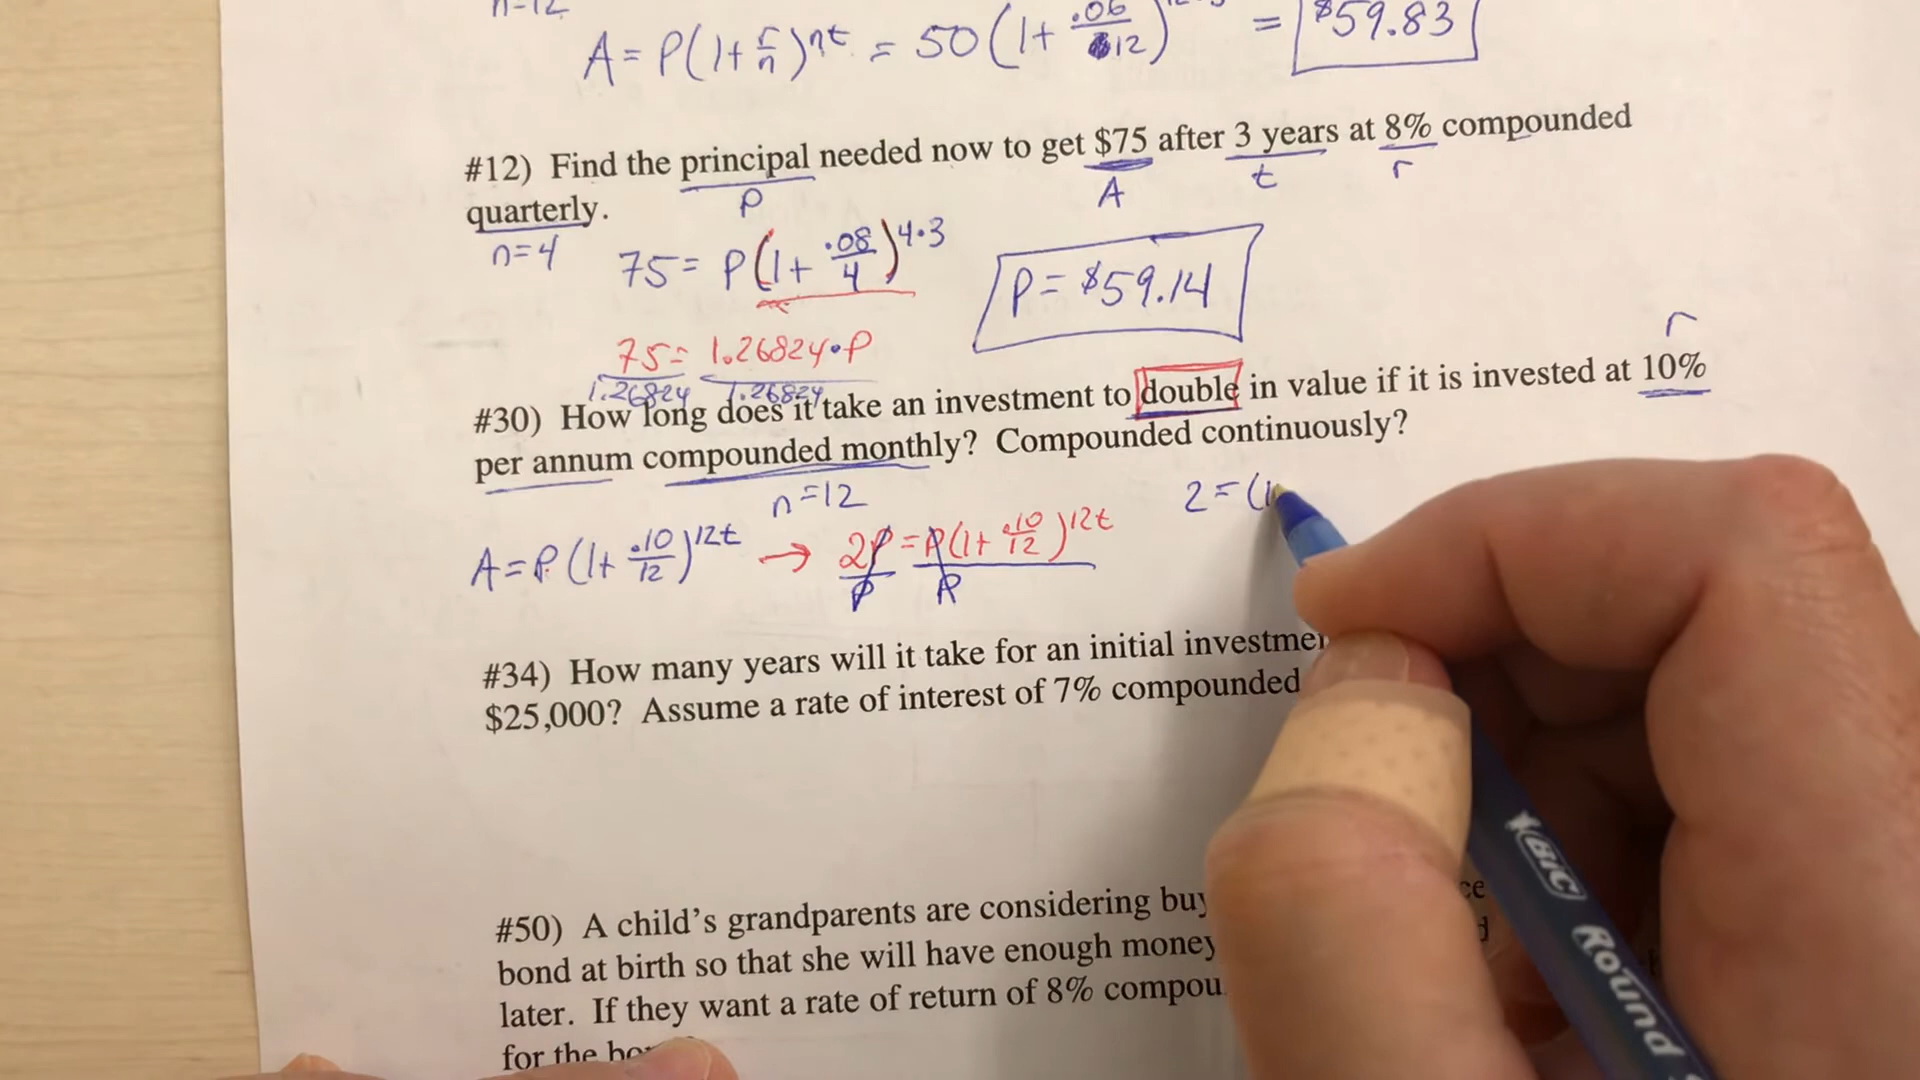 n=12
A= P(1+ r/n)^nt = 50(1+ .06/12) = $59.83
#12) Find the principal needed now to get $75 after 3 years at 8% compounded
P A t r
quarterly.
n=4 75= P(1+ .08/4)^4•3 P= $59.14
75= 1.26824•P
1.26824 1.26824
r
#30) How long does it take an investment to double in value if it is invested at 10%
per annum compounded monthly? Compounded continuously?
n=12
2=(1
A=P(1+ .10/12)^12t → 2P=P(1+ .10/12)^12t
P P
#34) How many years will it take for an initial
$25,000? Assume a rate of interest of 7% compounded
#50) A child's grandparents are considering
bond at birth so that she will have enough money
later. If they want a rate of return of 8%
for the
BIC Round